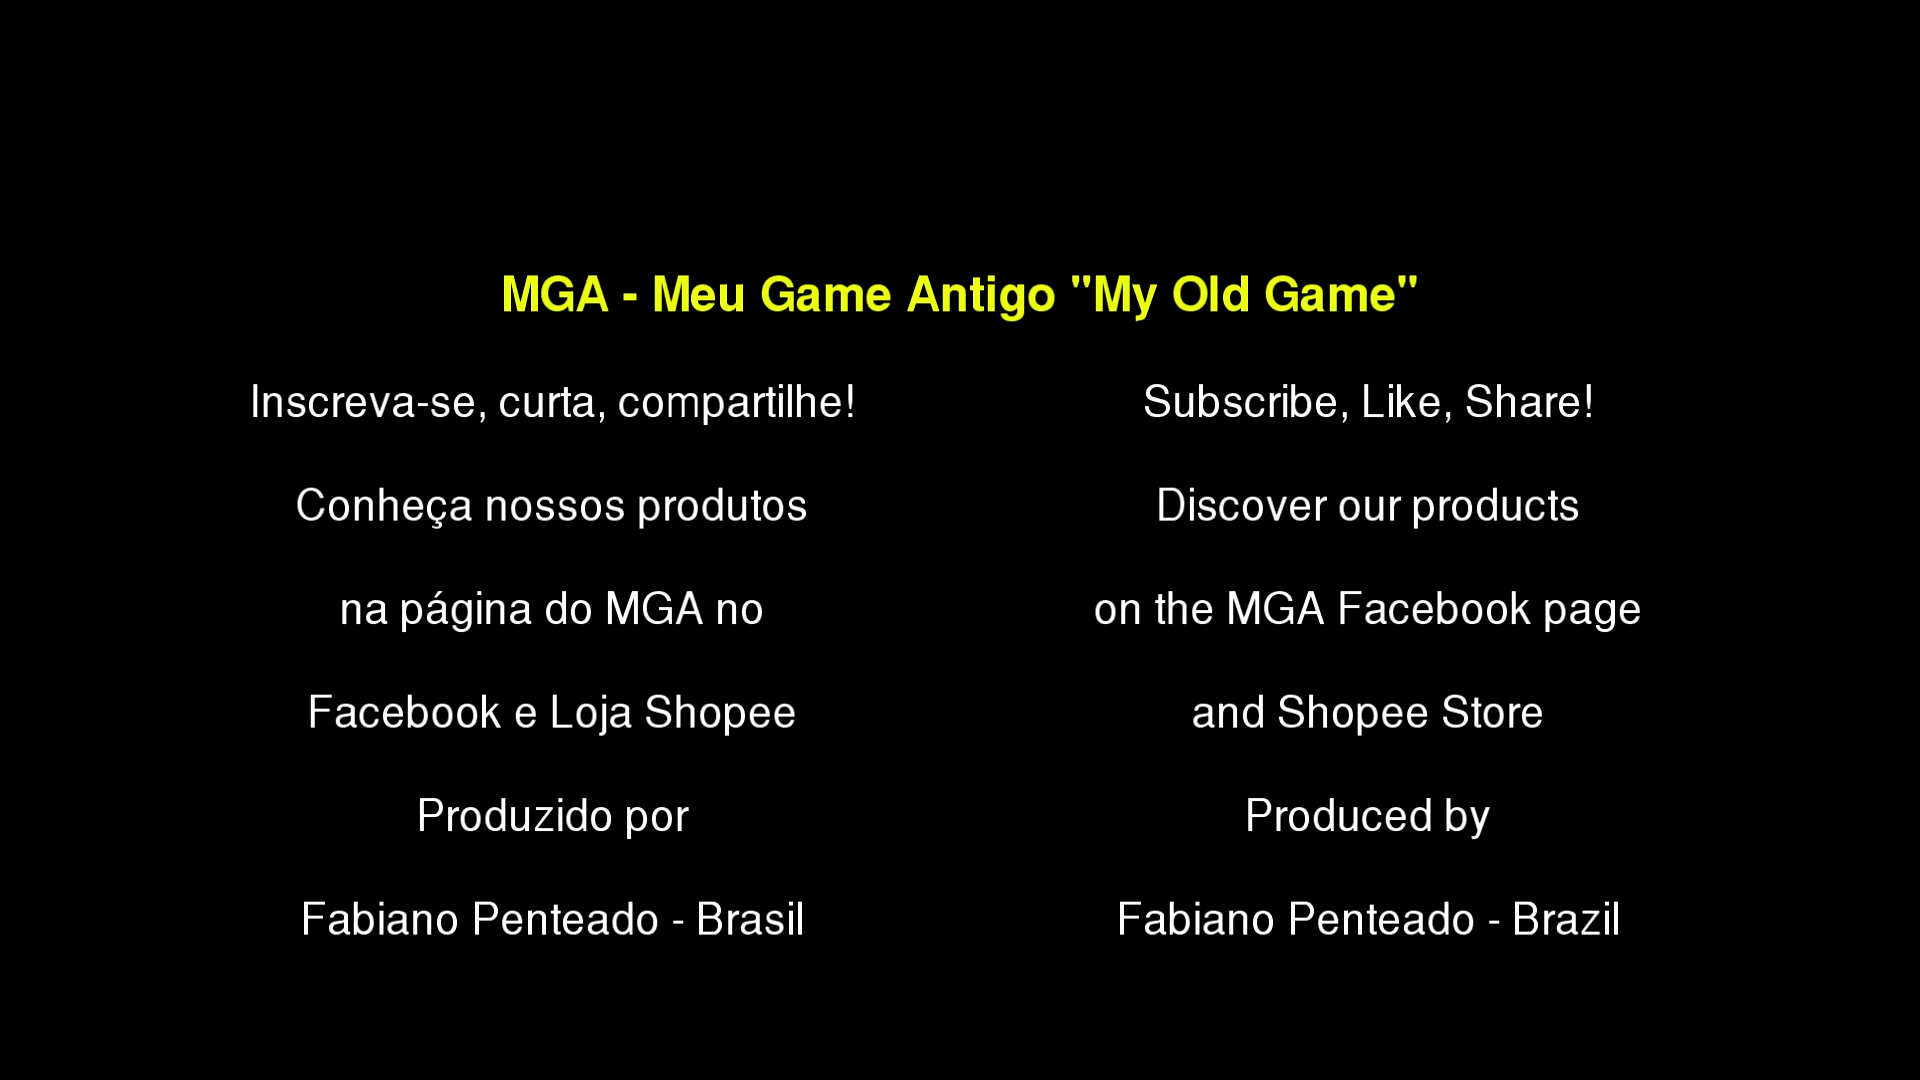 MGA - Meu Game Antigo "My Old Game"
Inscreva-se, curta, compartilhe!
Conheça nossos produtos
na página do MGA no
Facebook e Loja Shopee
Produzido por
Fabiano Penteado - Brasil
Subscribe, Like, Share!
Discover our products
on the MGA Facebook page
and Shopee Store
Produced by
Fabiano Penteado - Brazil